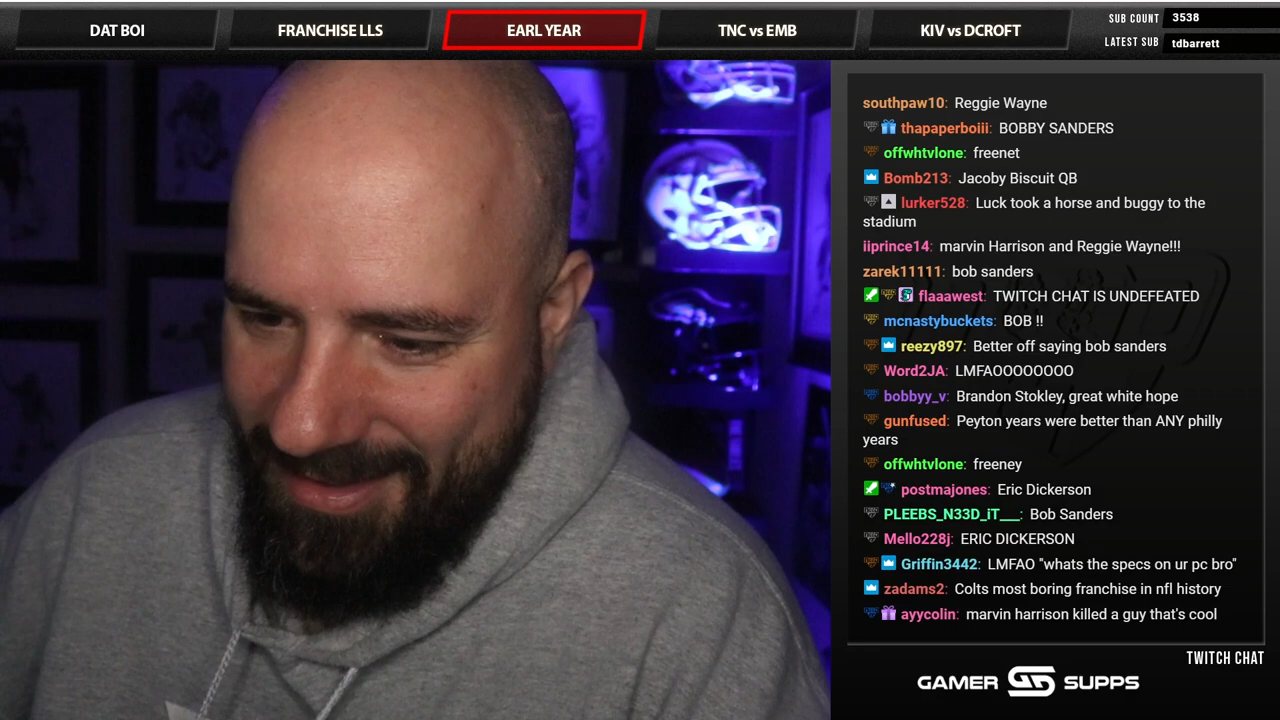 DAT BOI
FRANCHISE LLS
EARL YEAR
TNC vs EMB
KIV vs DCROFT
SUB COUNT 3538
LATEST SUB tdbarrett
southpaw10: Reggie Wayne
thapaperboiii: BOBBY SANDERS
offwhtvlone: freenet
Bomb213: Jacoby Biscuit QB
lurker528: Luck took a horse and buggy to the
stadium
iiprince14: marvin Harrison and Reggie Wayne!!!
zarek11111: bob sanders
flaaawest: TWITCH CHAT IS UNDEFEATED
mcnastybuckets: BOB !!
reezy897: Better off saying bob sanders
Word2JA: LMFAOOOOOOOO
bobbyy_v: Brandon Stokley, great white hope
gunfused: Peyton years were better than ANY philly
years
offwhtvlone: freeney
postmajones: Eric Dickerson
PLEEBS_N33D_iT___: Bob Sanders
Mello228j: ERIC DICKERSON
Griffin3442: LMFAO "whats the specs on ur pc bro"
zadams2: Colts most boring franchise in nfl history
ayycolin: marvin harrison killed a guy that's cool
TWITCH CHAT
GAMER SUPPS